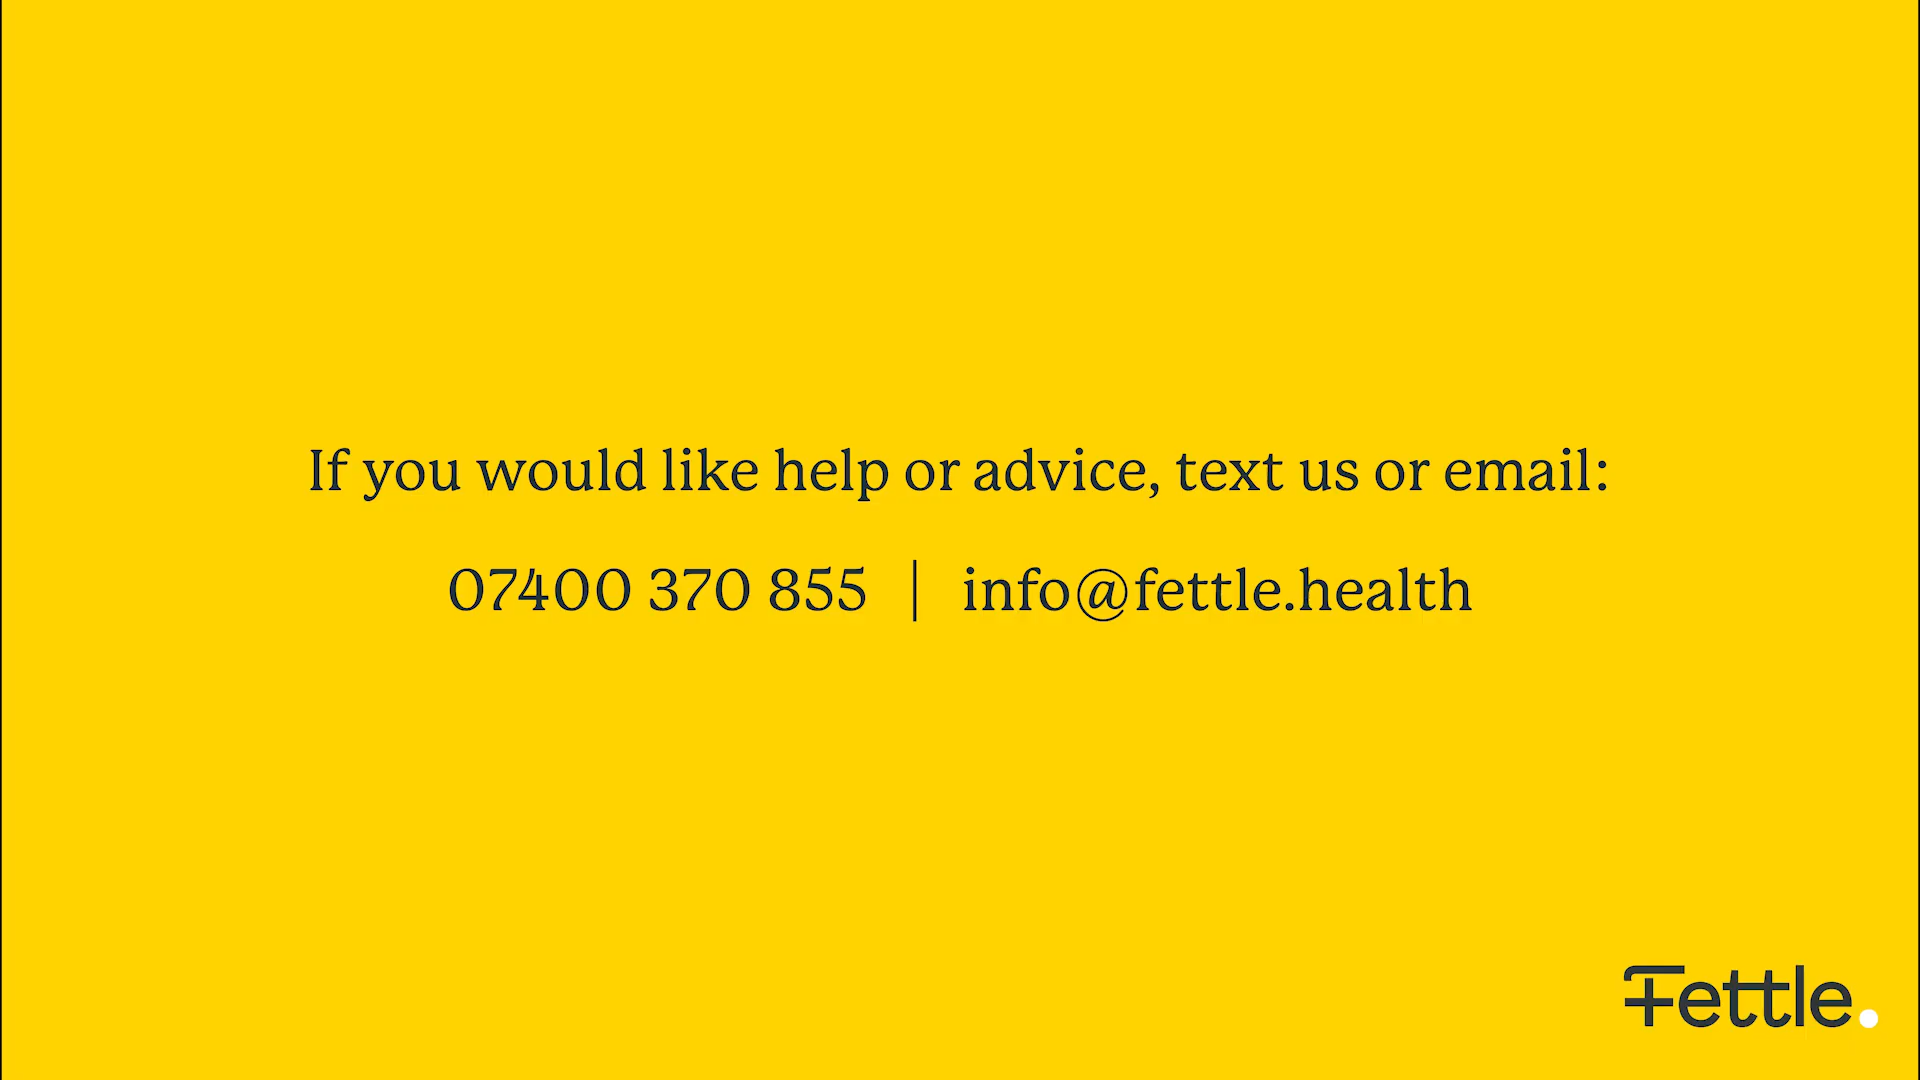 If you would like help or advice, text us or email:
07400 370 855 | info@fettle.health
Fettle.